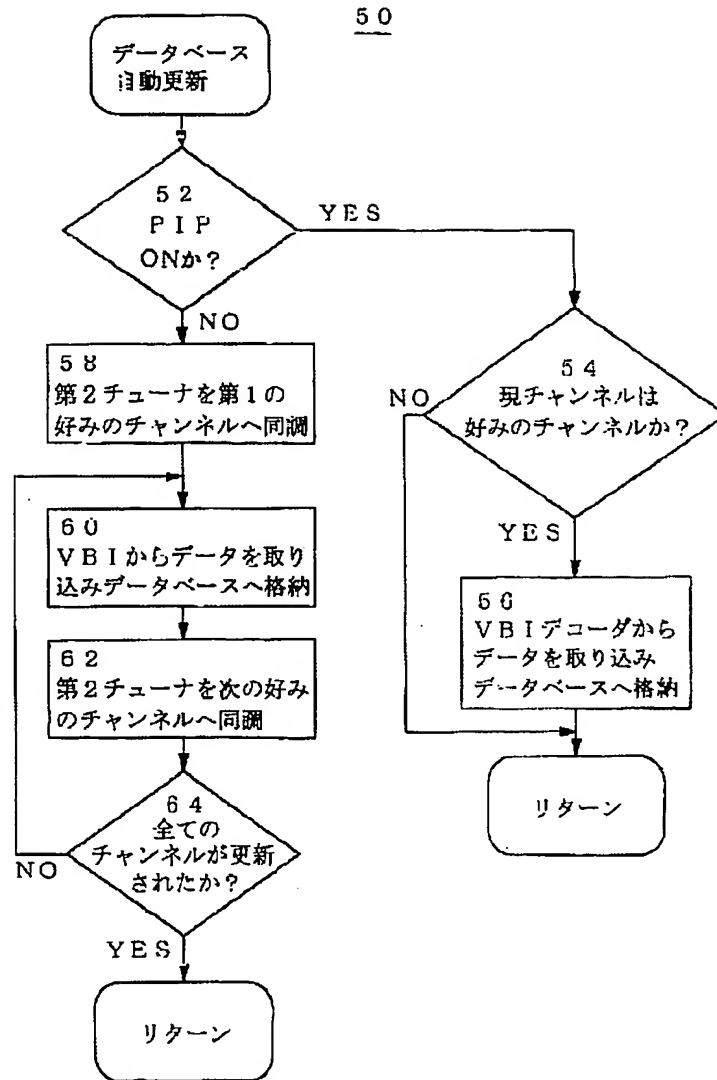 50
データベース
自動更新
52
PIP
ONか?
YES
NO
58
第2チューナを第1の
好みのチャンネルへ同調
54
現チャンネルは
好みのチャンネルか?
NO
YES
60
VBIからデータを取り
込みデータベースへ格納
56
VBIデコーダから
データを取り込み
データベースへ格納
62
第2チューナを次の好み
のチャンネルへ同調
リターン
64
全ての
チャンネルが更新
されたか?
NO
YES
リターン